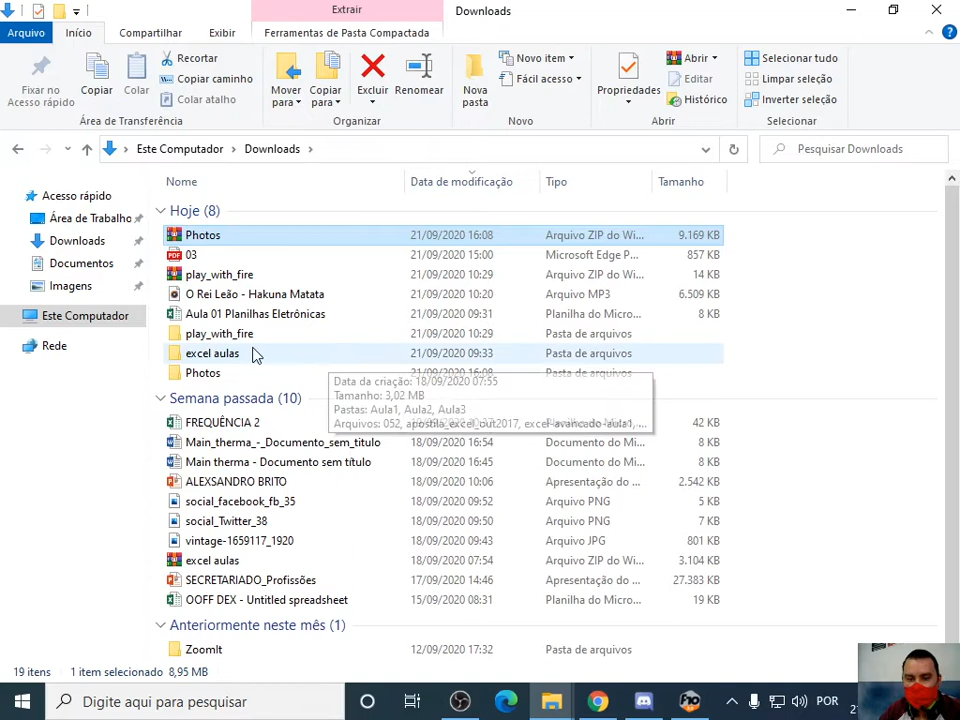 Extrair
Downloads
Arquivo Início Compartilhar Exibir Ferramentas de Pasta Compactada
Fixar no Acesso rápido
Copiar
Colar
Recortar
Copiar caminho
Colar atalho
Mover para
Copiar para
Excluir
Renomear
Nova pasta
Novo item
Fácil acesso
Propriedades
Abrir
Editar
Histórico
Selecionar tudo
Limpar seleção
Inverter seleção
Área de Transferência Organizar Novo Abrir Selecionar
Este Computador Downloads
Pesquisar Downloads
Acesso rápido
Área de Trabalho
Downloads
Documentos
Imagens
Este Computador
Rede
Nome Data de modificação Tipo Tamanho
Hoje (8)
Photos 21/09/2020 16:08 Arquivo ZIP do Wi... 9.169 KB
03 21/09/2020 15:00 Microsoft Edge P... 857 KB
play_with_fire 21/09/2020 10:29 Arquivo ZIP do Wi... 14 KB
O Rei Leão - Hakuna Matata 21/09/2020 10:20 Arquivo MP3 6.509 KB
Aula 01 Planilhas Eletrônicas 21/09/2020 09:31 Planilha do Micro... 8 KB
play_with_fire 21/09/2020 10:29 Pasta de arquivos
excel aulas 21/09/2020 09:33 Pasta de arquivos
Photos 21/09/2020 16:08 Pasta de arquivos
Data da criação: 18/09/2020 07:55
Tamanho: 3,02 MB
Pastas: Aula1, Aula2, Aula3
Arquivos: 052, apostila_excel_out2017, excel-avancado-aula1, ...
Semana passada (10)
FREQUÊNCIA 2 42 KB
Main_therma_-_Documento_sem_titulo 18/09/2020 16:54 Documento do Mi... 8 KB
Main therma - Documento sem título 18/09/2020 16:45 Documento do Mi... 8 KB
ALEXSANDRO BRITO 18/09/2020 10:06 Apresentação do ... 2.542 KB
social_facebook_fb_35 18/09/2020 09:52 Arquivo PNG 5 KB
social_Twitter_38 18/09/2020 09:50 Arquivo PNG 7 KB
vintage-1659117_1920 18/09/2020 09:43 Arquivo JPG 801 KB
excel aulas 18/09/2020 07:54 Arquivo ZIP do Wi... 3.104 KB
SECRETARIADO_Profissões 17/09/2020 14:46 Apresentação do ... 27.383 KB
OOFF DEX - Untitled spreadsheet 15/09/2020 08:31 Planilha do Micro... 19 KB
Anteriormente neste mês (1)
ZoomIt 12/09/2020 17:32 Pasta de arquivos
19 itens 1 item selecionado 8,95 MB
Digite aqui para pesquisar
POR